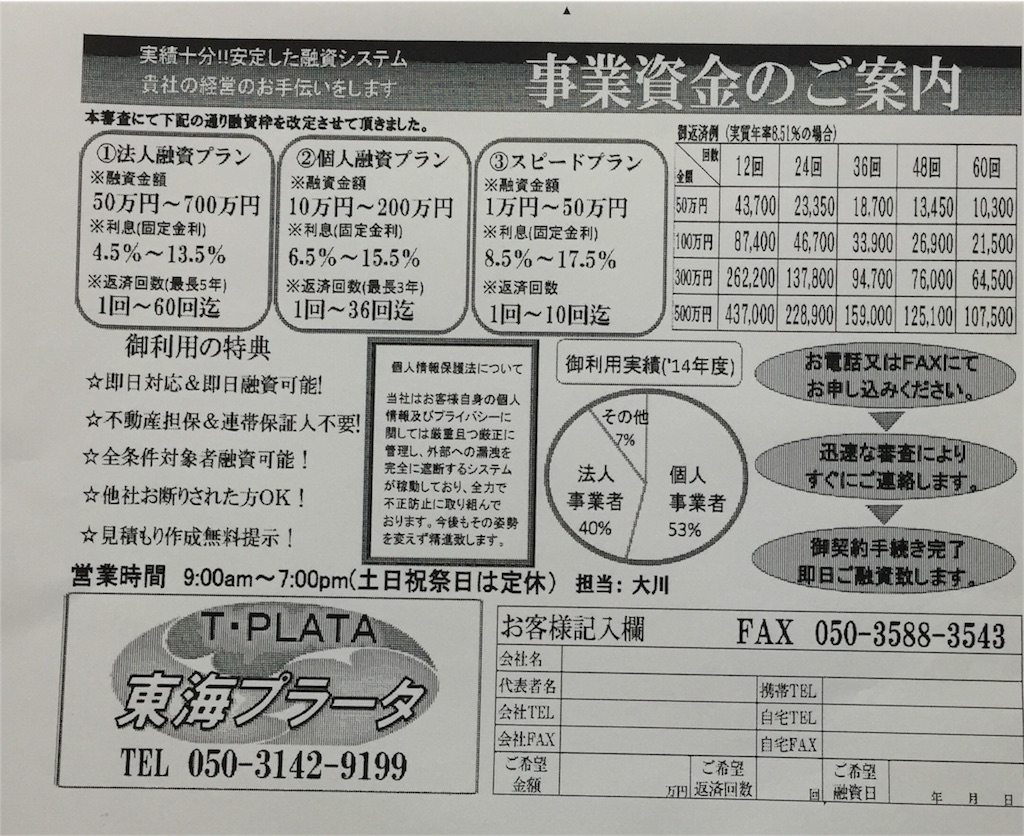 実績十分!!安定した融資システム
貴社の経営のお手伝いをします
事業資金のご案内
本審査にて下記の通り融資枠を改定させて頂きました。
①法人融資プラン
※融資金額
50万円～700万円
※利息(固定金利)
4.5%～13.5%
※返済回数(最長5年)
1回～60回迄
②個人融資プラン
※融資金額
10万円～200万円
※利息(固定金利)
6.5%～15.5%
※返済回数(最長3年)
1回～36回迄
③スピードプラン
※融資金額
1万円～50万円
※利息(固定金利)
8.5%～17.5%
※返済回数
1回～10回迄
御返済例 (実質年率8.51%の場合)
回数 金額 12回 24回 36回 48回 60回
50万円 43,700 23,350 18,700 13,450 10,300
100万円 87,400 46,700 33,900 26,900 21,500
300万円 262,200 137,800 94,700 76,000 64,500
500万円 437,000 228,900 159,000 125,100 107,500
御利用の特典
☆即日対応＆即日融資可能!
☆不動産担保＆連帯保証人不要!
☆全条件対象者融資可能！
☆他社お断りされた方OK！
☆見積もり作成無料提示！
個人情報保護法について
当社はお客様自身の個人
情報及びプライバシーに
関しては厳重且つ厳正に
管理し、外部への漏洩を
完全に遮断するシステム
が稼動しており、全力で
不正防止に取り組んで
おります。今後もその姿勢
を変えず精進致します。
御利用実績('14年度)
その他
7%
法人
事業者
40%
個人
事業者
53%
お電話又はFAXにて
お申し込みください。
迅速な審査により
すぐにご連絡します。
御契約手続き完了
即日ご融資致します。
営業時間 9:00am～7:00pm(土日祝祭日は定休) 担当: 大川
T・PLATA
東海プラータ
TEL 050-3142-9199
お客様記入欄 FAX 050-3588-3543
会社名
代表者名 携帯TEL
会社TEL 自宅TEL
会社FAX 自宅FAX
ご希望
金額 万円
ご希望
返済回数 回
ご希望
融資日 年 月 日